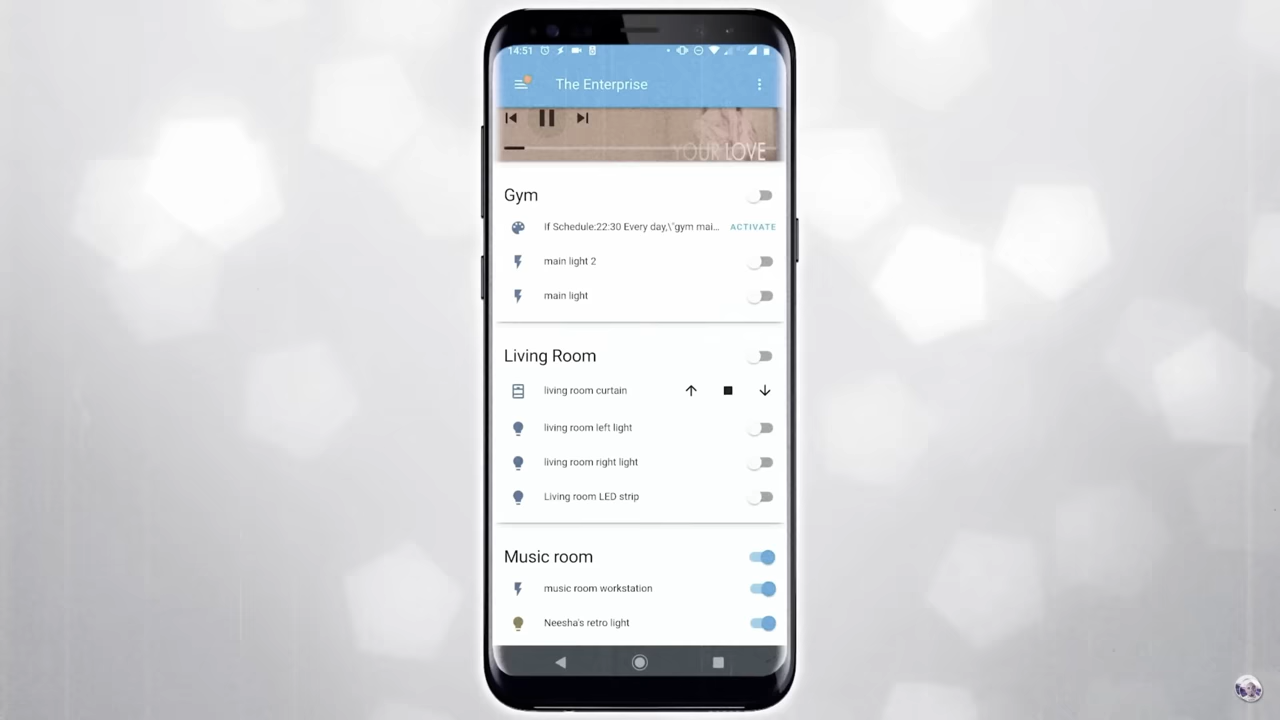 14:51
The Enterprise
YOUR LOVE
Gym
If Schedule:22:30 Every day,\"gym mai... ACTIVATE
main light 2
main light
Living Room
living room curtain
living room left light
living room right light
Living room LED strip
Music room
music room workstation
Neesha's retro light